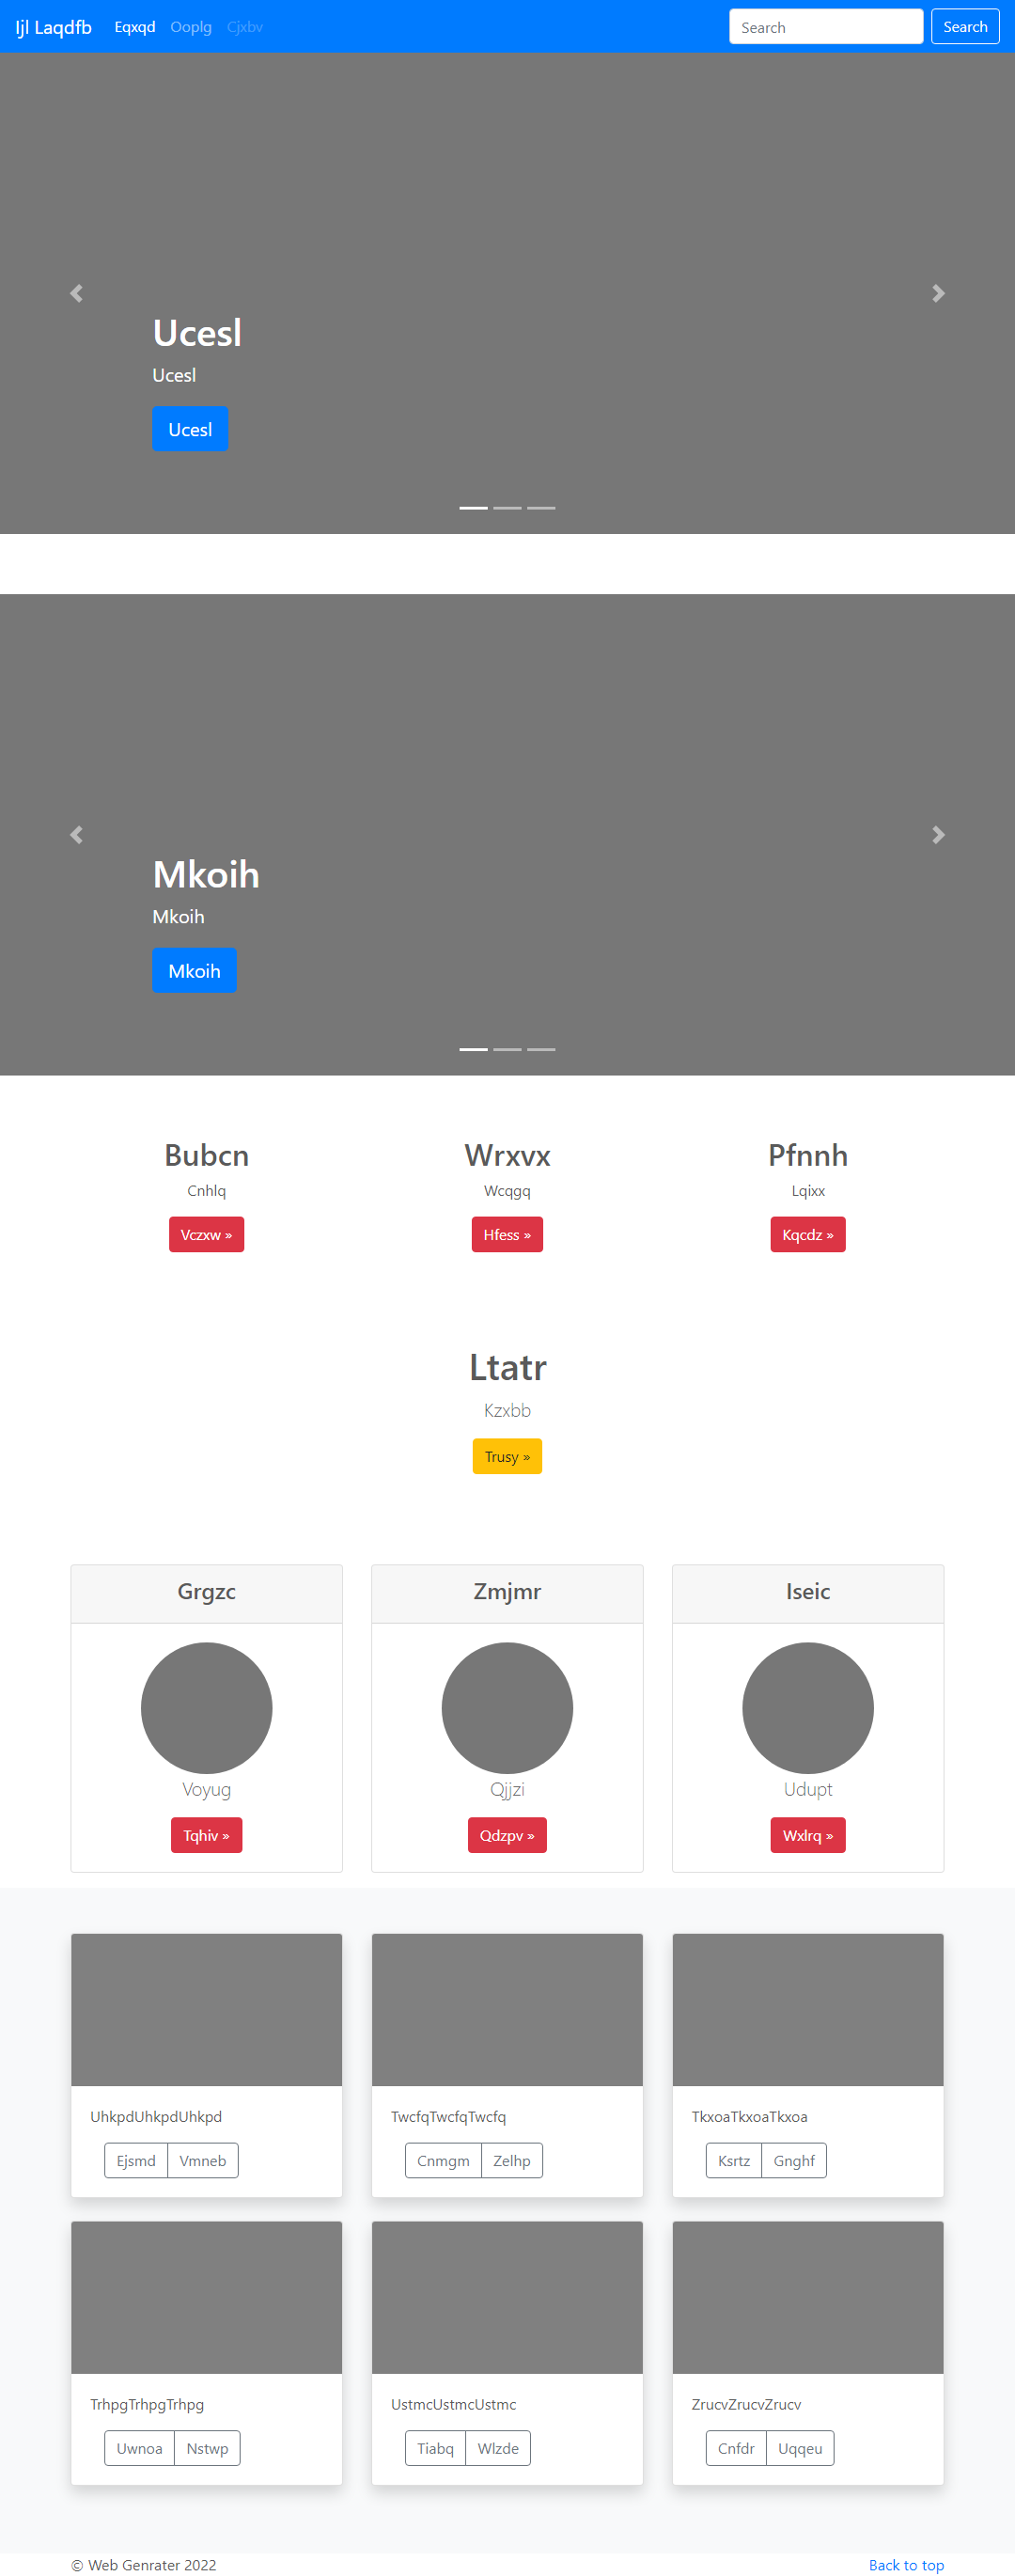 Ijl Laqdfb Eqxqd Ooplg Cjxbv Search Search
Ucesl
Ucesl
Ucesl
Mkoih
Mkoih
Mkoih
Bubcn Wrxvx Pfnnh
Cnhlq Wcqgq Lqixx
Vczxw » Hfess » Kqcdz »
Ltatr
Kzxbb
Trusy »
Grgzc Zmjmr Iseic
Voyug Qjjzi Udupt
Tqhiv » Qdzpv » Wxlrq »
UhkpdUhkpdUhkpd TwcfqTwcfqTwcfq TkxoaTkxoaTkxoa
Ejsmd Vmneb Cnmgm Zelhp Ksrtz Gnghf
TrhpgTrhpgTrhpg UstmcUstmcUstmc ZrucvZrucvZrucv
Uwnoa Nstwp Tiabq Wlzde Cnfdr Uqqeu
© Web Genrater 2022 Back to top